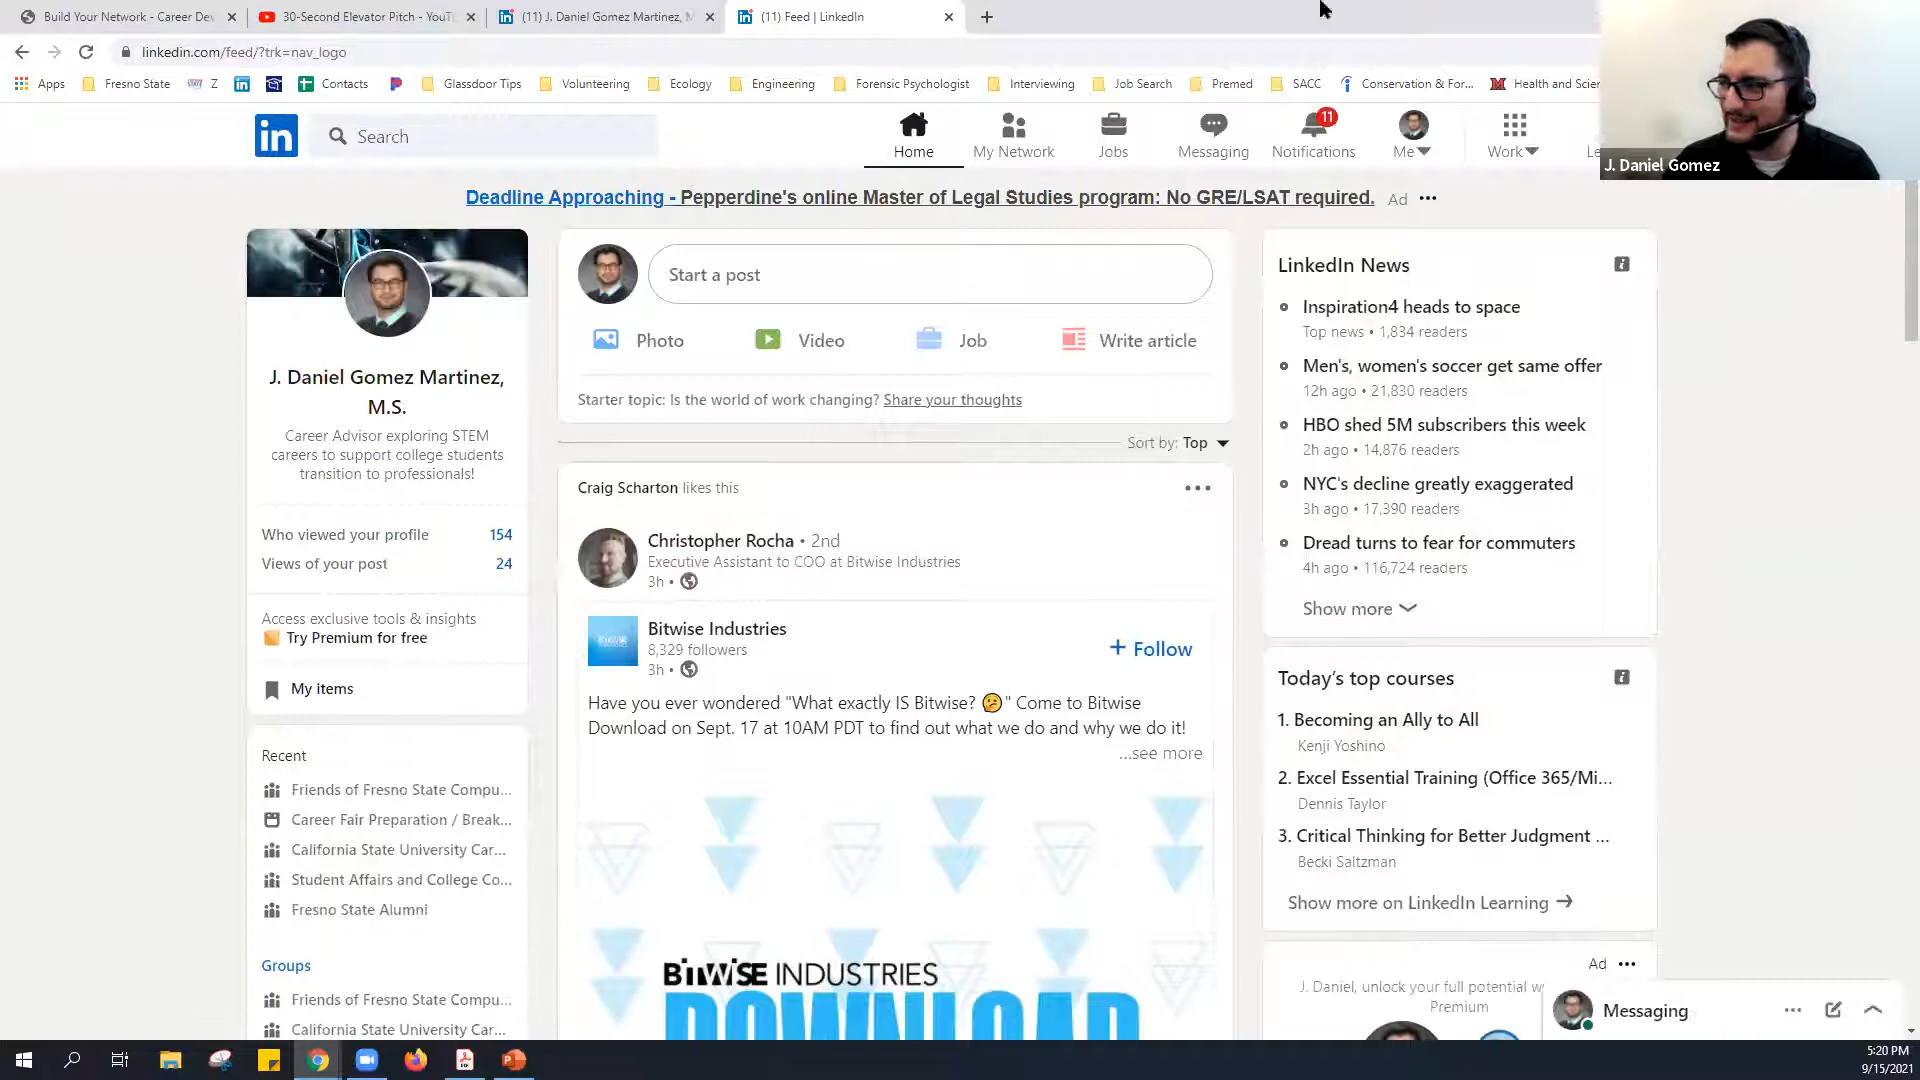 Build Your Network - Career De
30-Second Elevator Pitch - YouT
(11) J. Daniel Gomez Martinez, M
(11) Feed | LinkedIn
linkedin.com/feed/?trk=nav_logo
Apps
Fresno State
Z
Contacts
Glassdoor Tips
Volunteering
Ecology
Engineering
Forensic Psychologist
Interviewing
Job Search
Premed
SACC
Conservation & For...
Health and Scien
J. Daniel Gomez
in
Search
Home
My Network
Jobs
Messaging
11
Notifications
Me
Work
Le
Deadline Approaching - Pepperdine's online Master of Legal Studies program: No GRE/LSAT required.
Ad
J. Daniel Gomez Martinez,
M.S.
Career Advisor exploring STEM
careers to support college students
transition to professionals!
Who viewed your profile 154
Views of your post 24
Access exclusive tools & insights
Try Premium for free
My items
Recent
Friends of Fresno State Compu...
Career Fair Preparation / Break...
California State University Car...
Student Affairs and College Co...
Fresno State Alumni
Groups
Friends of Fresno State Compu...
California State University Car...
Start a post
Photo
Video
Job
Write article
Starter topic: Is the world of work changing? Share your thoughts
Sort by: Top
Craig Scharton likes this
Christopher Rocha • 2nd
Executive Assistant to COO at Bitwise Industries
3h •
Bitwise Industries
8,329 followers
3h •
+ Follow
Have you ever wondered "What exactly IS Bitwise? 🤔" Come to Bitwise
Download on Sept. 17 at 10AM PDT to find out what we do and why we do it!
...see more
BITWISE INDUSTRIES
DOWNLOAD
LinkedIn News
Inspiration4 heads to space
Top news • 1,834 readers
Men's, women's soccer get same offer
12h ago • 21,830 readers
HBO shed 5M subscribers this week
2h ago • 14,876 readers
NYC's decline greatly exaggerated
3h ago • 17,390 readers
Dread turns to fear for commuters
4h ago • 116,724 readers
Show more
Today's top courses
1. Becoming an Ally to All
Kenji Yoshino
2. Excel Essential Training (Office 365/Mi...
Dennis Taylor
3. Critical Thinking for Better Judgment ...
Becki Saltzman
Show more on LinkedIn Learning
Ad
J. Daniel, unlock your full potential w
Premium
Messaging
5:20 PM
9/15/2021